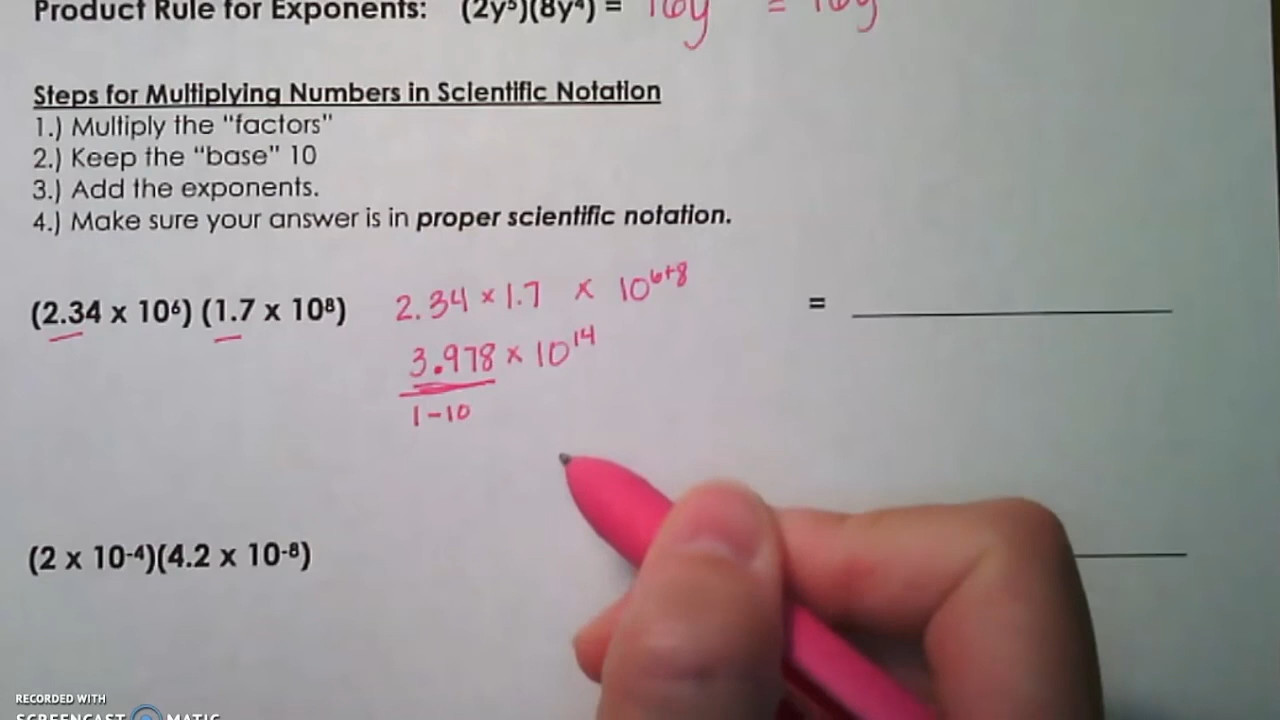 Product Rule for Exponents: (2y⁵)(8y⁴) = 16y = 16y
Steps for Multiplying Numbers in Scientific Notation
1.) Multiply the "factors"
2.) Keep the "base" 10
3.) Add the exponents.
4.) Make sure your answer is in proper scientific notation.
(2.34 x 10⁶) (1.7 x 10⁸) 2.34 × 1.7 × 10⁶⁺⁸ = 
3.978 × 10¹⁴
1-10
(2 x 10⁻⁴)(4.2 x 10⁻⁸)
RECORDED WITH
SCREENCAST MATIC